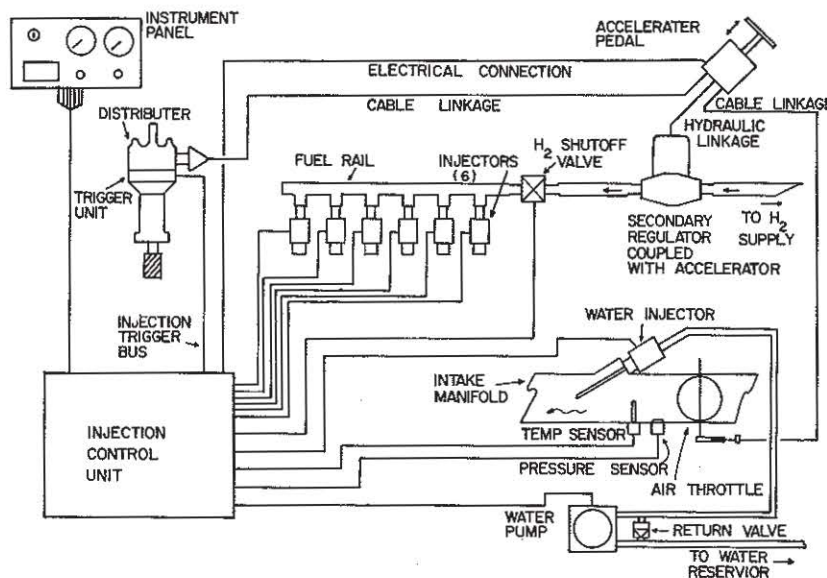 INSTRUMENT
PANEL
ACCELERATER
PEDAL
ELECTRICAL CONNECTION
CABLE LINKAGE
CABLE LINKAGE
HYDRAULIC
LINKAGE
DISTRIBUTER
TRIGGER
UNIT
FUEL RAIL
INJECTORS
(6)
H2 SHUTOFF
VALVE
TO H2
SUPPLY
SECONDARY
REGULATOR
COUPLED
WITH ACCELERATOR
INJECTION
TRIGGER
BUS
WATER INJECTOR
INTAKE
MANIFOLD
TEMP SENSOR
PRESSURE SENSOR
AIR THROTTLE
INJECTION
CONTROL
UNIT
WATER
PUMP
RETURN VALVE
TO WATER
RESERVIOR